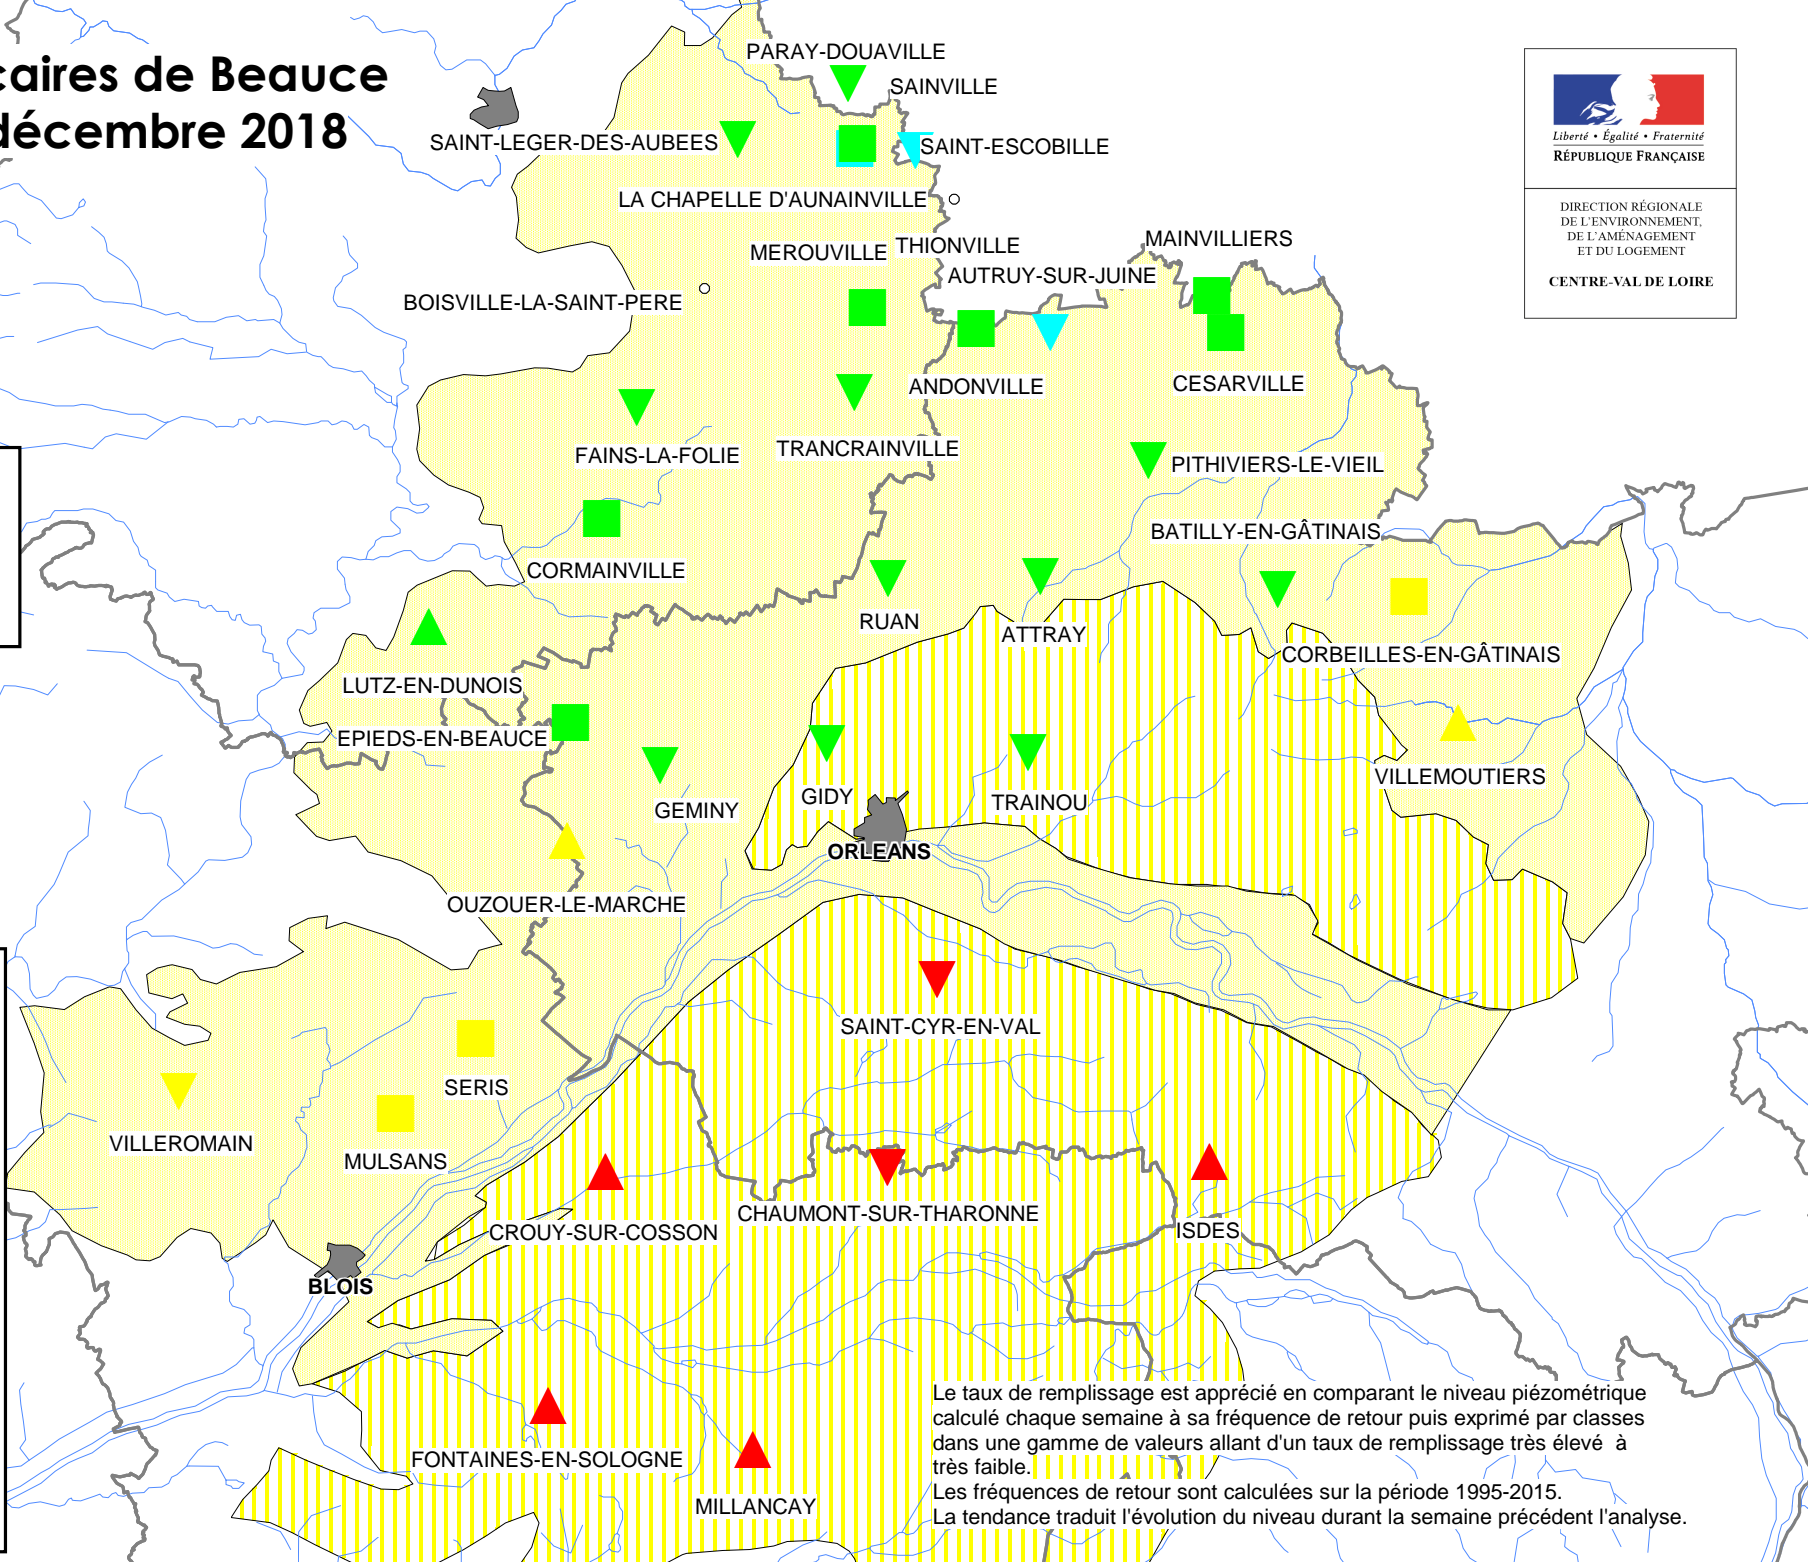 caires de Beauce
décembre 2018
PARAY-DOUAVILLE
SAINVILLE
SAINT-LEGER-DES-AUBEES
SAINT-ESCOBILLE
LA CHAPELLE D'AUNAINVILLE
MEROUVILLE
THIONVILLE
MAINVILLIERS
AUTRUY-SUR-JUINE
BOISVILLE-LA-SAINT-PERE
ANDONVILLE
CESARVILLE
FAINS-LA-FOLIE
TRANCRAINVILLE
PITHIVIERS-LE-VIEIL
BATILLY-EN-GÂTINAIS
CORMAINVILLE
RUAN
ATTRAY
CORBEILLES-EN-GÂTINAIS
LUTZ-EN-DUNOIS
EPIEDS-EN-BEAUCE
VILLEMOUTIERS
GEMINY
GIDY
TRAINOU
ORLEANS
OUZOUER-LE-MARCHE
SAINT-CYR-EN-VAL
SERIS
VILLEROMAIN
MULSANS
CROUY-SUR-COSSON
CHAUMONT-SUR-THARONNE
ISDES
BLOIS
FONTAINES-EN-SOLOGNE
MILLANCAY
Liberté • Égalité • Fraternité
RÉPUBLIQUE FRANÇAISE
DIRECTION RÉGIONALE
DE L'ENVIRONNEMENT,
DE L'AMÉNAGEMENT
ET DU LOGEMENT
CENTRE-VAL DE LOIRE
Le taux de remplissage est apprécié en comparant le niveau piézométrique
calculé chaque semaine à sa fréquence de retour puis exprimé par classes
dans une gamme de valeurs allant d'un taux de remplissage très élevé à
très faible.
Les fréquences de retour sont calculées sur la période 1995-2015.
La tendance traduit l'évolution du niveau durant la semaine précédent l'analyse.